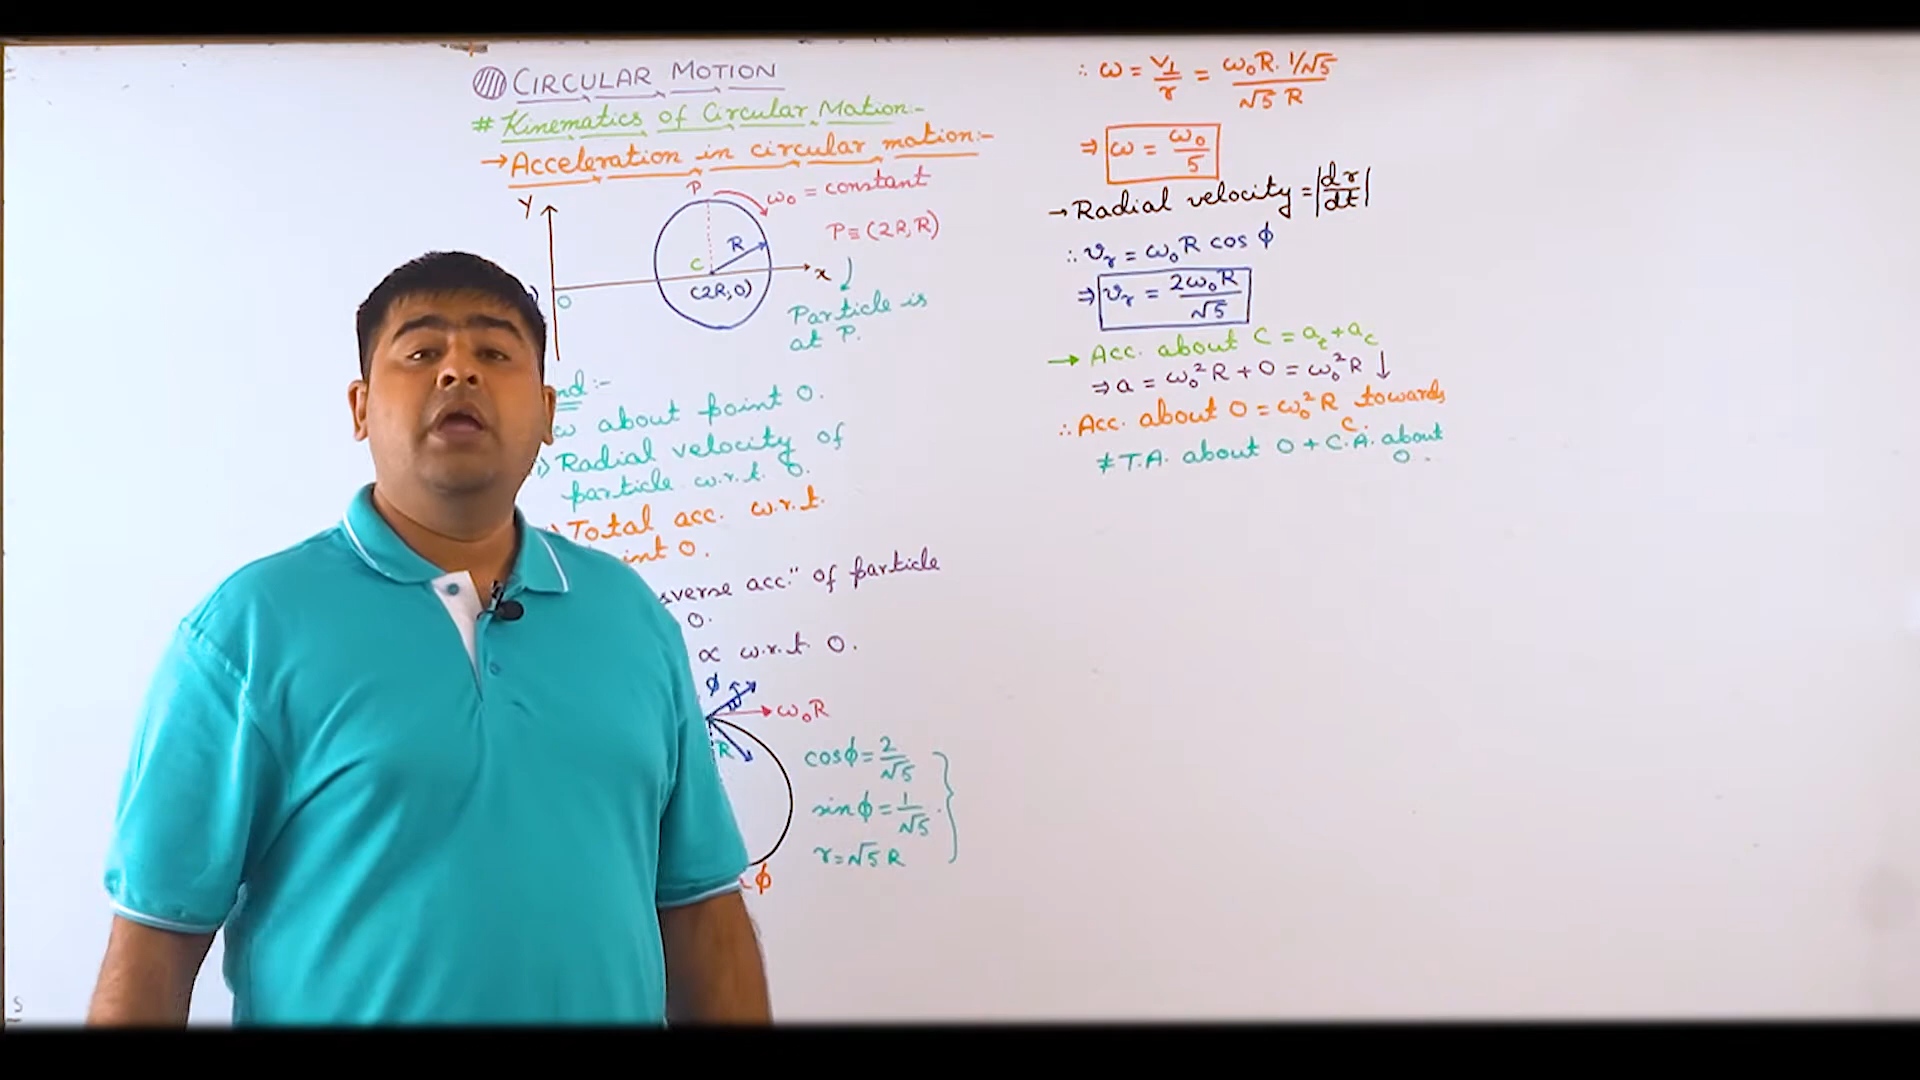 CIRCULAR MOTION
# Kinematics of Circular Motion:-
→ Acceleration in circular motion:-
P
ω₀ = constant
Y
R
P ≡ (2R, R)
C
x
O
(2R, 0)
Particle is
at P.
nd:-
ω about point O.
i) Radial velocity of
particle w.r.t. O.
) Total acc. w.r.t.
int O.
sverse acc." of particle
O.
∝ w.r.t. O.
ϕ
ω₀R
R
cosϕ = 2/√5
sinϕ = 1/√5
r = √5 R
ϕ
∴ ω = V⊥/r = ω₀R. 1/√5 / √5 R
⇒ ω = ω₀/5
→ Radial velocity = |dr/dt|
∴ vᵣ = ω₀R cos ϕ
⇒ vᵣ = 2ω₀R/√5
→ Acc. about C = aₜ + a꜀
⇒ a = ω₀²R + 0 = ω₀²R ↓
∴ Acc. about O = ω₀²R towards
C.
≠ T.A. about O + C.A. about
O.
S